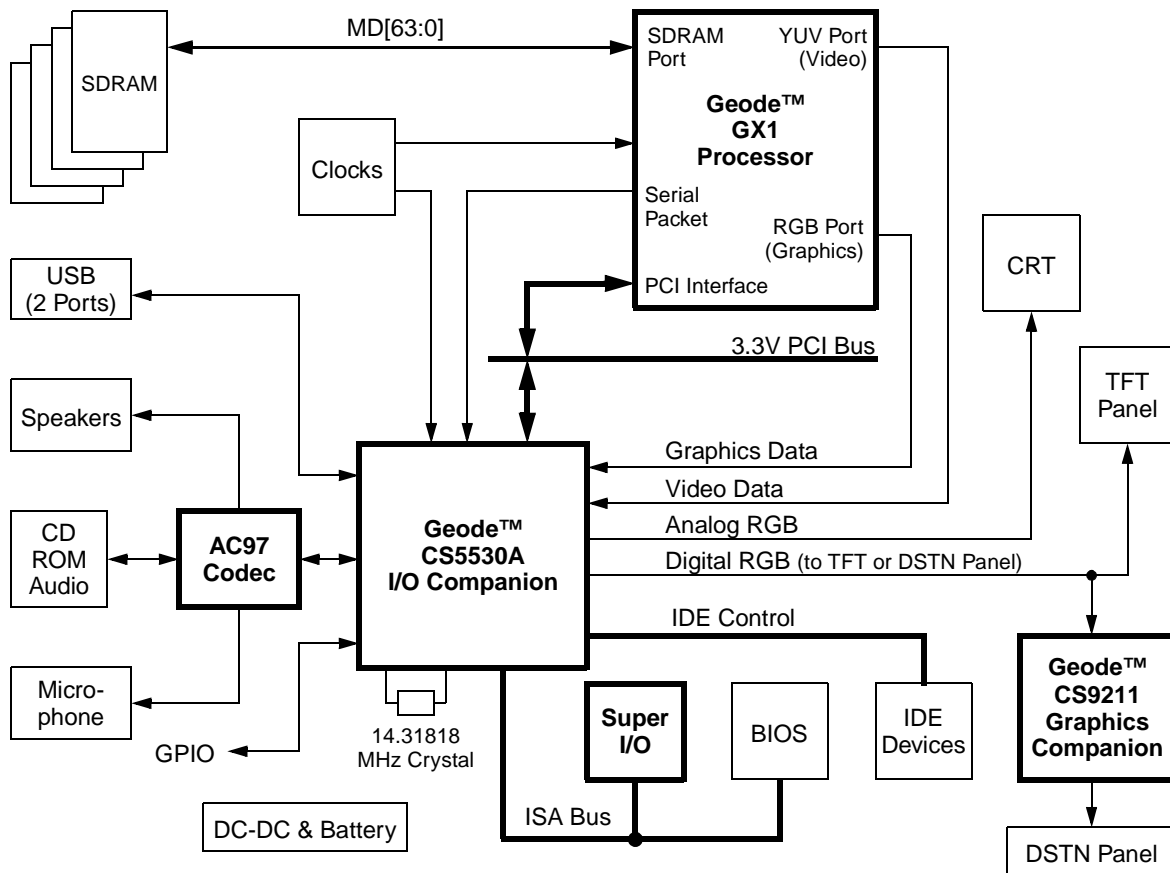 MD[63:0]
SDRAM
SDRAM
Port
YUV Port
(Video)
Geode™
GX1
Processor
Clocks
Serial
Packet
RGB Port
(Graphics)
PCI Interface
CRT
USB
(2 Ports)
3.3V PCI Bus
TFT
Panel
Speakers
Graphics Data
Video Data
Analog RGB
Digital RGB (to TFT or DSTN Panel)
CD
ROM
Audio
AC97
Codec
Geode™
CS5530A
I/O Companion
IDE Control
Micro-
phone
GPIO
14.31818
MHz Crystal
Super
I/O
BIOS
IDE
Devices
Geode™
CS9211
Graphics
Companion
ISA Bus
DC-DC & Battery
DSTN Panel